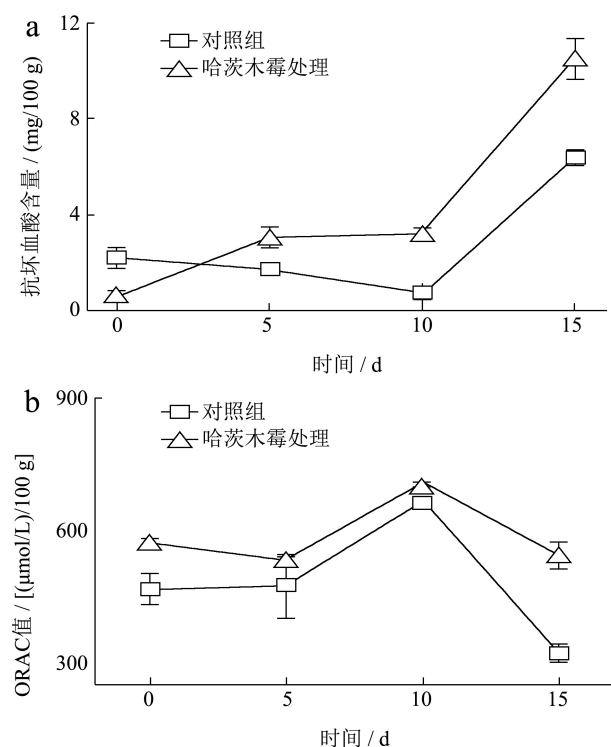 a
12
8
4
0
抗坏血酸含量 / (mg/100 g)
对照组
哈茨木霉处理
0 5 10 15
时间 / d
b
900
600
300
ORAC值 / [(μmol/L)/100 g]
对照组
哈茨木霉处理
0 5 10 15
时间 / d